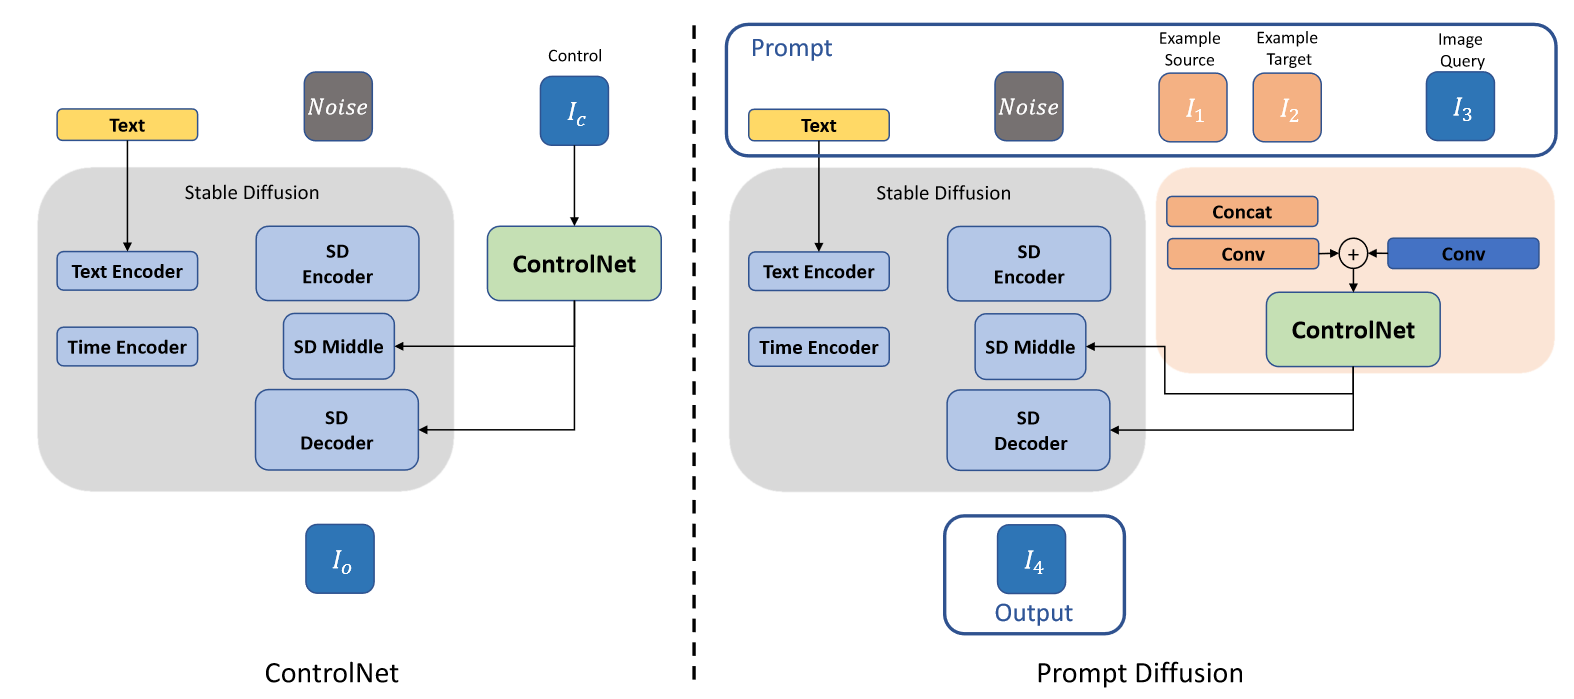 Control
Noise
I_c
Text
Stable Diffusion
Text Encoder
SD
Encoder
ControlNet
Time Encoder
SD Middle
SD
Decoder
I_o
ControlNet
Prompt
Example
Source
Example
Target
Image
Query
Text
Noise
I_1
I_2
I_3
Stable Diffusion
Text Encoder
SD
Encoder
Concat
Conv
+
Conv
Time Encoder
SD Middle
ControlNet
SD
Decoder
I_4
Output
Prompt Diffusion